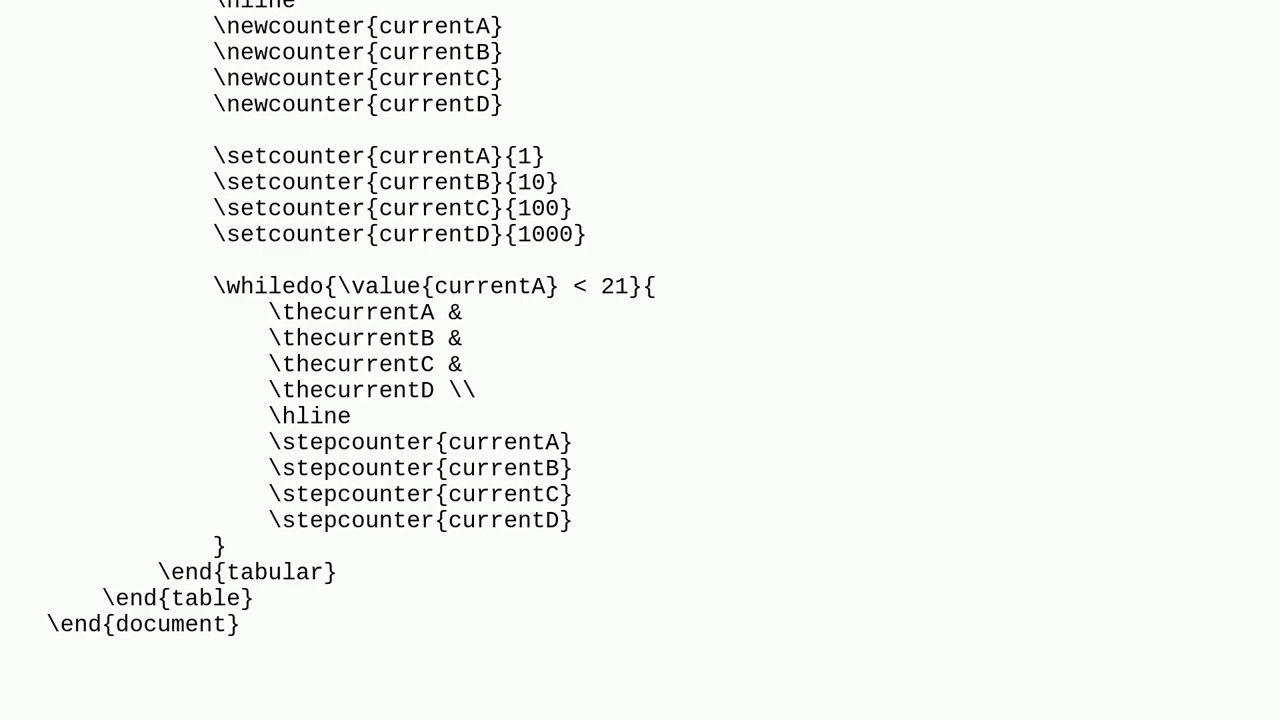 \hline
\newcounter{currentA}
\newcounter{currentB}
\newcounter{currentC}
\newcounter{currentD}
\setcounter{currentA}{1}
\setcounter{currentB}{10}
\setcounter{currentC}{100}
\setcounter{currentD}{1000}
\whiledo{\value{currentA} < 21}{
\thecurrentA &
\thecurrentB &
\thecurrentC &
\thecurrentD \\
\hline
\stepcounter{currentA}
\stepcounter{currentB}
\stepcounter{currentC}
\stepcounter{currentD}
}
\end{tabular}
\end{table}
\end{document}